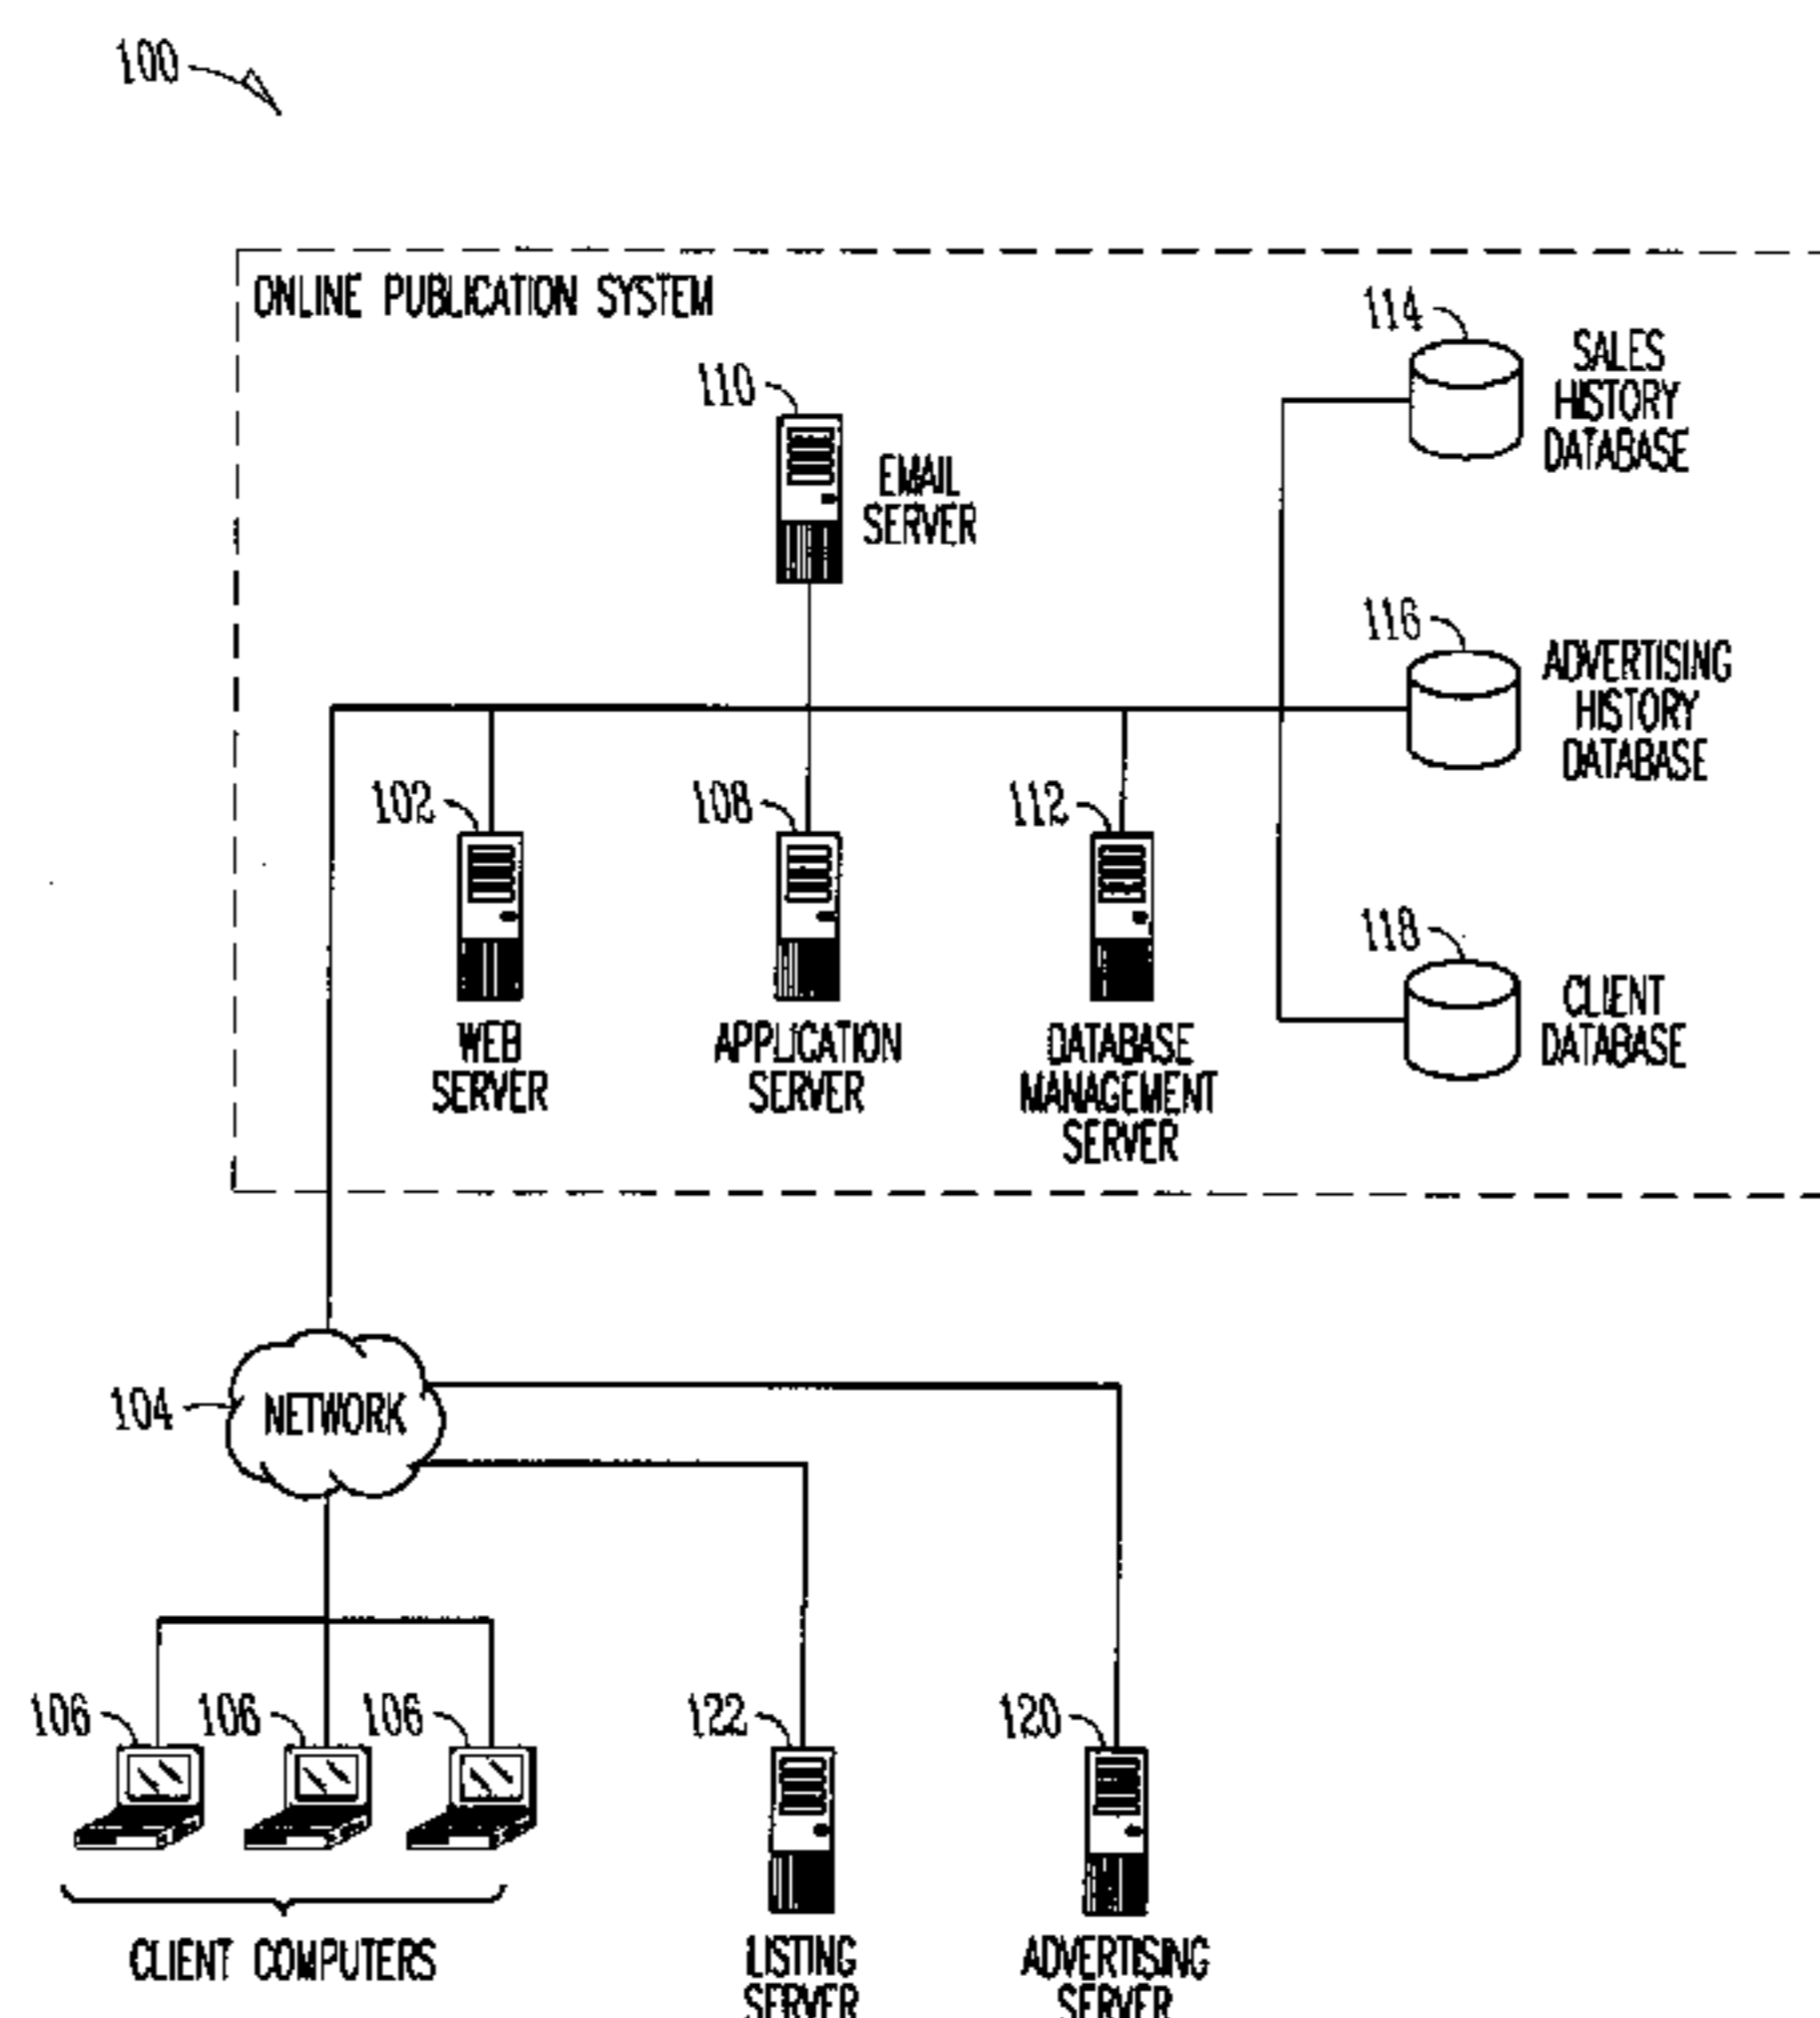 100
ONLINE PUBLICATION SYSTEM
114
SALES
HISTORY
DATABASE
110
EMAIL
SERVER
116
ADVERTISING
HISTORY
DATABASE
102
108
112
118
CLIENT
DATABASE
WEB
SERVER
APPLICATION
SERVER
DATABASE
MANAGEMENT
SERVER
104
NETWORK
106
106
106
122
120
CLIENT COMPUTERS
LISTING
SERVER
ADVERTISING
SERVER